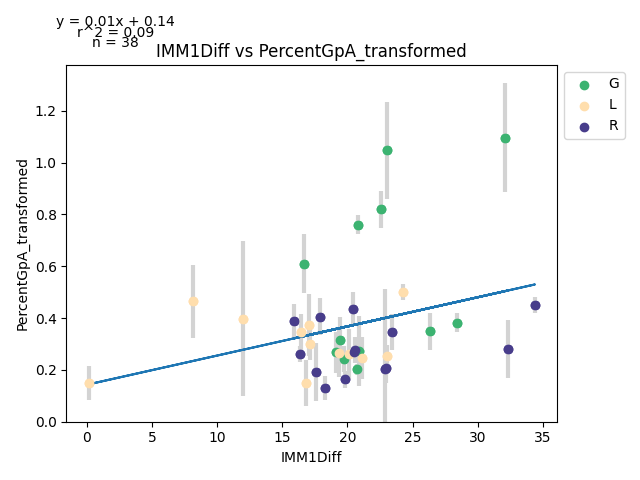 y = 0.01x + 0.14
r^2 = 0.09
n = 38
IMM1Diff vs PercentGpA_transformed
G
L
R
1.2
1.0
0.8
0.6
0.4
0.2
0.0
PercentGpA_transformed
0 5 10 15 20 25 30 35
IMM1Diff